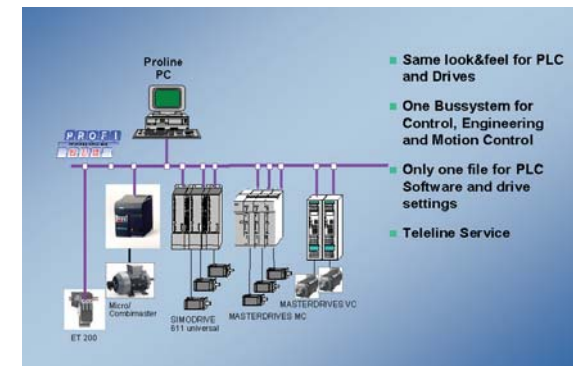 Proline
PC
PROFI
BUS
Same look&feel for PLC
and Drives
One Bussystem for
Control, Engineering
and Motion Control
Only one file for PLC
Software and drive
settings
Teleline Service
Micro/
Combimaster
SIMODRIVE
611 universal
MASTERDRIVES MC
MASTERDRIVES VC
ET 200